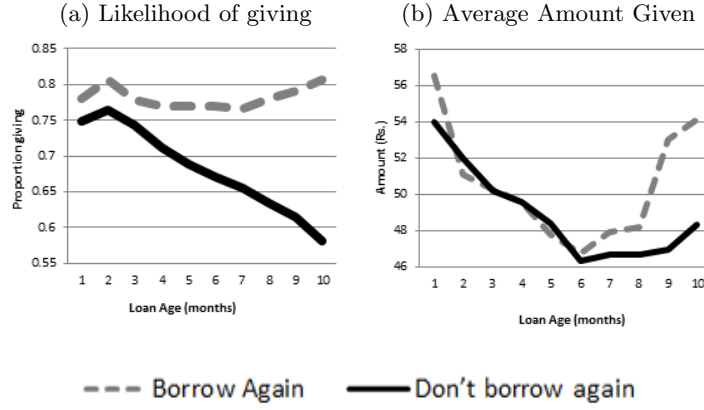 (a) Likelihood of giving
(b) Average Amount Given
Proportion giving
0.85
0.8
0.75
0.7
0.65
0.6
0.55
1 2 3 4 5 6 7 8 9 10
Loan Age (months)
Amount (Rs.)
58
56
54
52
50
48
46
1 2 3 4 5 6 7 8 9 10
Loan Age (months)
Borrow Again
Don't borrow again